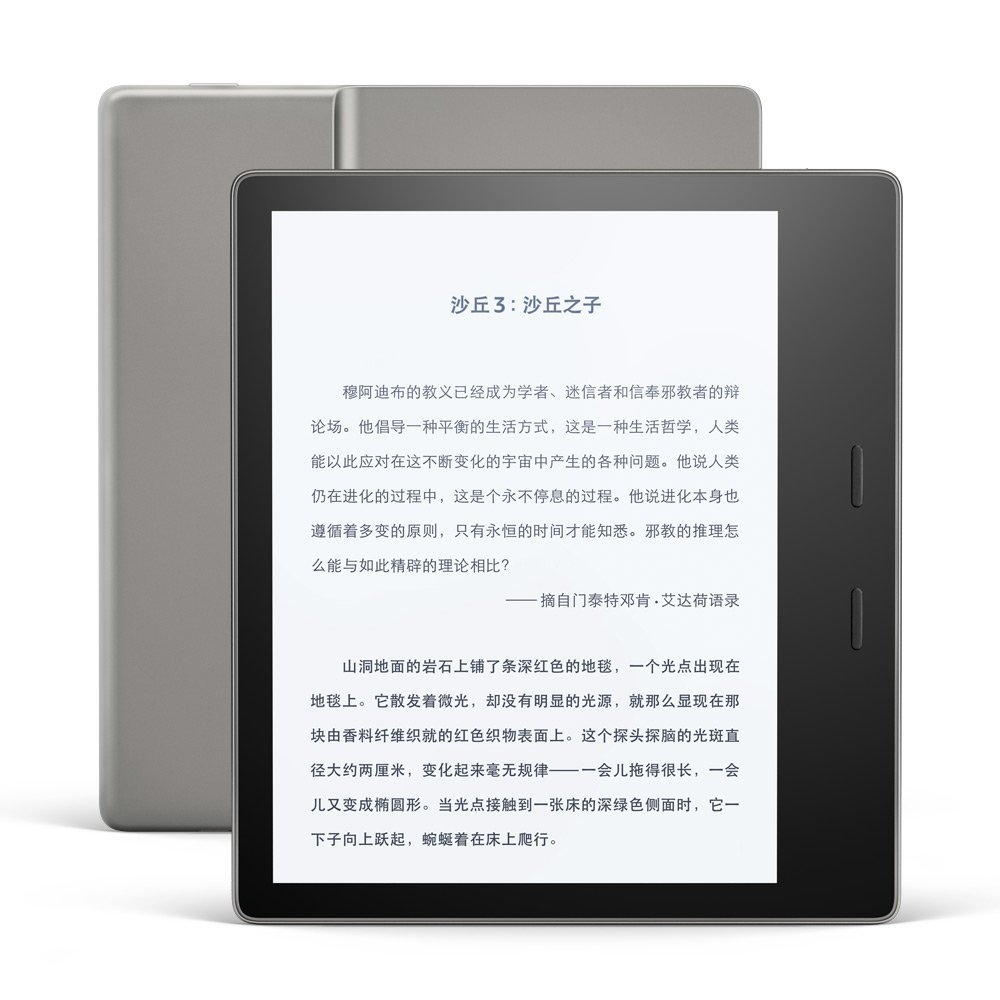 沙丘3：沙丘之子
穆阿迪布的教义已经成为学者、迷信者和信奉邪教者的辩
论场。他倡导一种平衡的生活方式，这是一种生活哲学，人类
能以此应对在这不断变化的宇宙中产生的各种问题。他说人类
仍在进化的过程中，这是个永不停息的过程。他说进化本身也
遵循着多变的原则，只有永恒的时间才能知悉。邪教的推理怎
么能与如此精辟的理论相比？
——摘自门泰特邓肯·艾达荷语录
山洞地面的岩石上铺了条深红色的地毯，一个光点出现在
地毯上。它散发着微光，却没有明显的光源，就那么显现在那
块由香料纤维织就的红色织物表面上。这个探头探脑的光斑直
径大约两厘米，变化起来毫无规律——一会儿拖得很长，一会
儿又变成椭圆形。当光点接触到一张床的深绿色侧面时，它一
下子向上跃起，蜿蜒着在床上爬行。